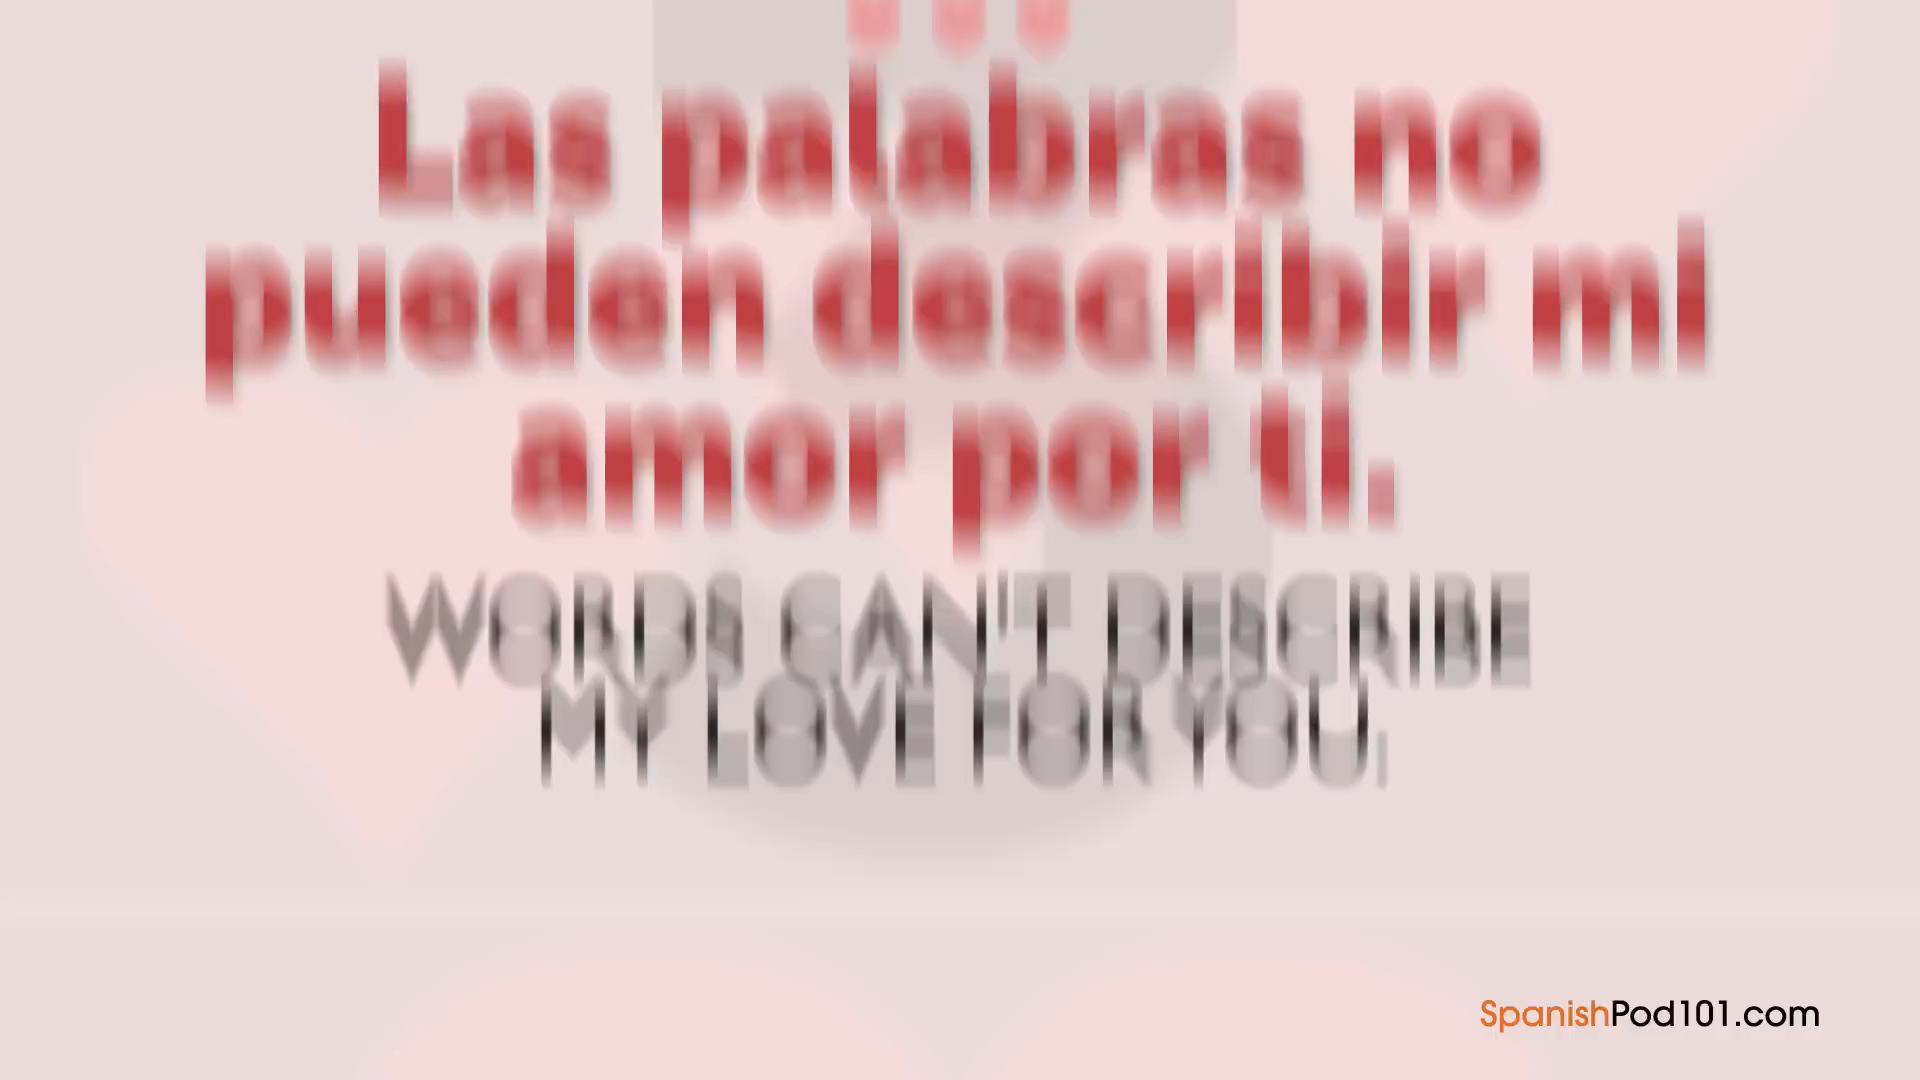 Las palabras no
pueden describir mi
amor por ti.
WORDS CAN'T DESCRIBE
MY LOVE FOR YOU.
SpanishPod101.com